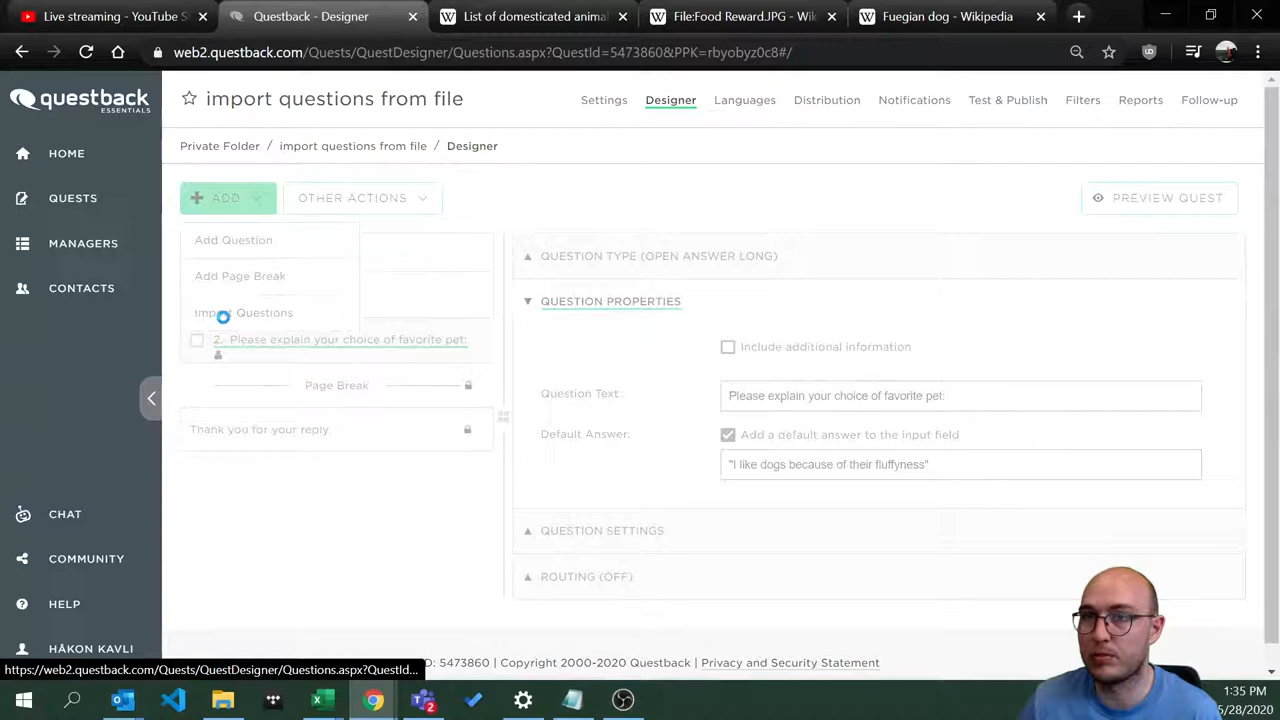 Live streaming - YouTube S
Questback - Designer
List of domesticated animal
File:Food Reward.JPG - Wik
Fuegian dog - Wikipedia
web2.questback.com/Quests/QuestDesigner/Questions.aspx?QuestId=5473860&PPK=rbyobyz0c8#/
questback
ESSENTIALS
import questions from file
Settings
Designer
Languages
Distribution
Notifications
Test & Publish
Filters
Reports
Follow-up
Private Folder / import questions from file / Designer
HOME
QUESTS
MANAGERS
CONTACTS
CHAT
COMMUNITY
HELP
HÅKON KAVLI
ADD
OTHER ACTIONS
PREVIEW QUEST
Add Question
Add Page Break
Import Questions
2. Please explain your choice of favorite pet:
Page Break
Thank you for your reply
QUESTION TYPE (OPEN ANSWER LONG)
QUESTION PROPERTIES
Include additional information
Question Text:
Please explain your choice of favorite pet:
Default Answer:
Add a default answer to the input field
"I like dogs because of their fluffyness"
QUESTION SETTINGS
ROUTING (OFF)
https://web2.questback.com/Quests/QuestDesigner/Questions.aspx?QuestId...
D: 5473860 | Copyright 2000-2020 Questback | Privacy and Security Statement
2
1:35 PM
5/28/2020